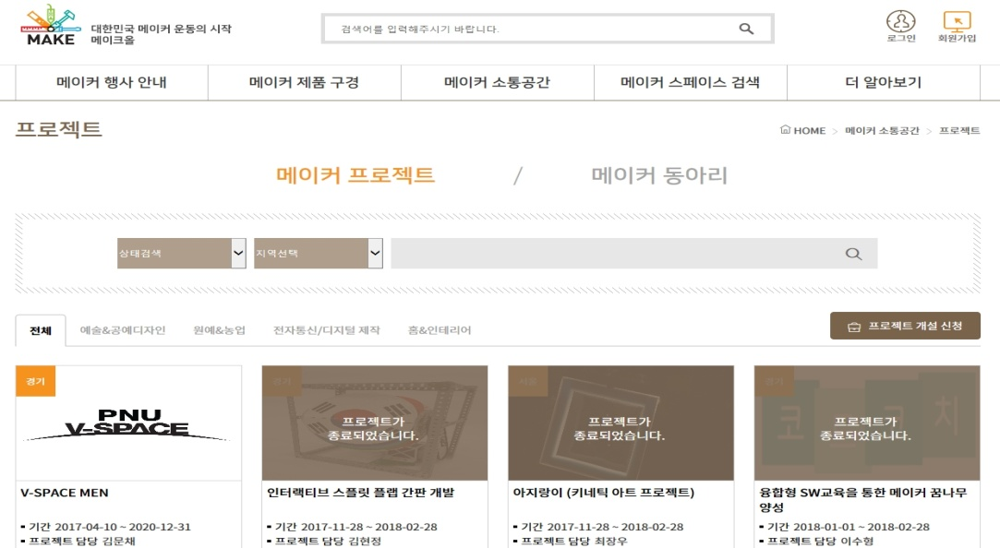 MAKE
대한민국 메이커 운동의 시작
메이크올
검색어를 입력해주시기 바랍니다.
로그인
회원가입
메이커 행사 안내
메이커 제품 구경
메이커 소통공간
메이커 스페이스 검색
더 알아보기
프로젝트
HOME > 메이커 소통공간 > 프로젝트
메이커 프로젝트 / 메이커 동아리
상태검색
지역선택
전체
예술&공예디자인
원예&농업
전자통신/디지털 제작
홈&인테리어
프로젝트 개설 신청
경기
PNU
V-SPACE
V-SPACE MEN
▪ 기간 2017-04-10 ~ 2020-12-31
▪ 프로젝트 담당 김문채
경기
프로젝트가
종료되었습니다.
인터랙티브 스플릿 플랩 간판 개발
▪ 기간 2017-11-28 ~ 2018-02-28
▪ 프로젝트 담당 김현정
서울
프로젝트가
종료되었습니다.
아지랑이 (키네틱 아트 프로젝트)
▪ 기간 2017-11-28 ~ 2018-02-28
▪ 프로젝트 담당 최장우
경기
프로젝트가
종료되었습니다.
융합형 SW교육을 통한 메이커 꿈나무
양성
▪ 기간 2018-01-01 ~ 2018-02-28
▪ 프로젝트 담당 이수형